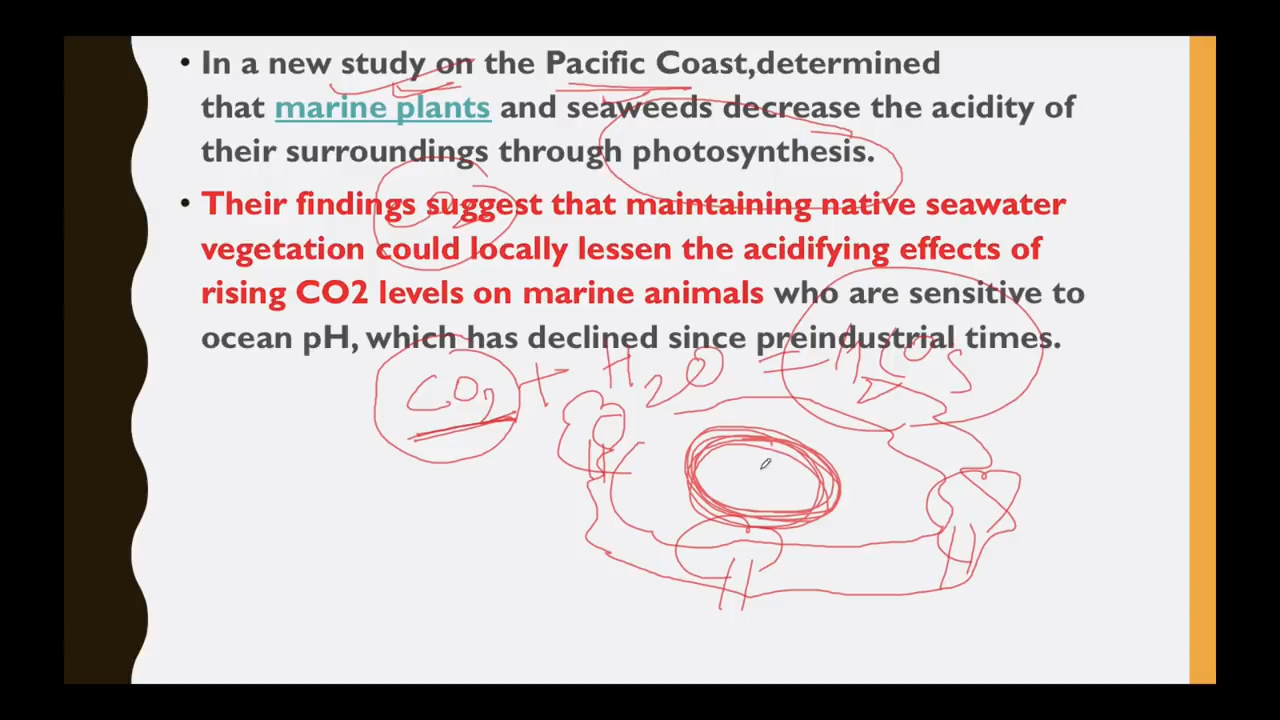 • In a new study on the Pacific Coast,determined
that marine plants and seaweeds decrease the acidity of
their surroundings through photosynthesis.
• Their findings suggest that maintaining native seawater
vegetation could locally lessen the acidifying effects of
rising CO2 levels on marine animals who are sensitive to
ocean pH, which has declined since preindustrial times.
CO2 + H2O =